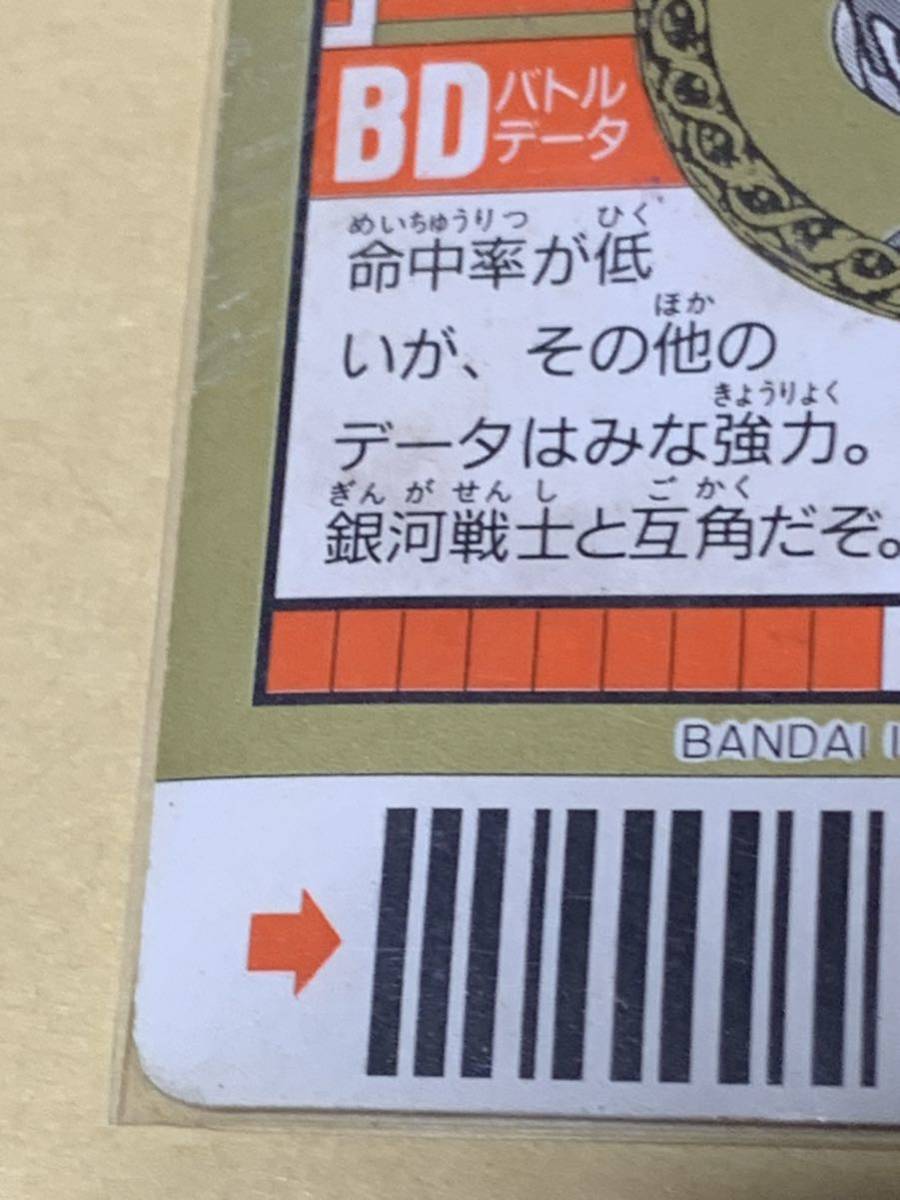 BD バトル
データ
めいちゅうりつ ひく
命中率が低
ほか
いが、その他の
きょうりょく
データはみな強力。
ぎんがせんし ごかく
銀河戦士と互角だぞ。
BANDAI